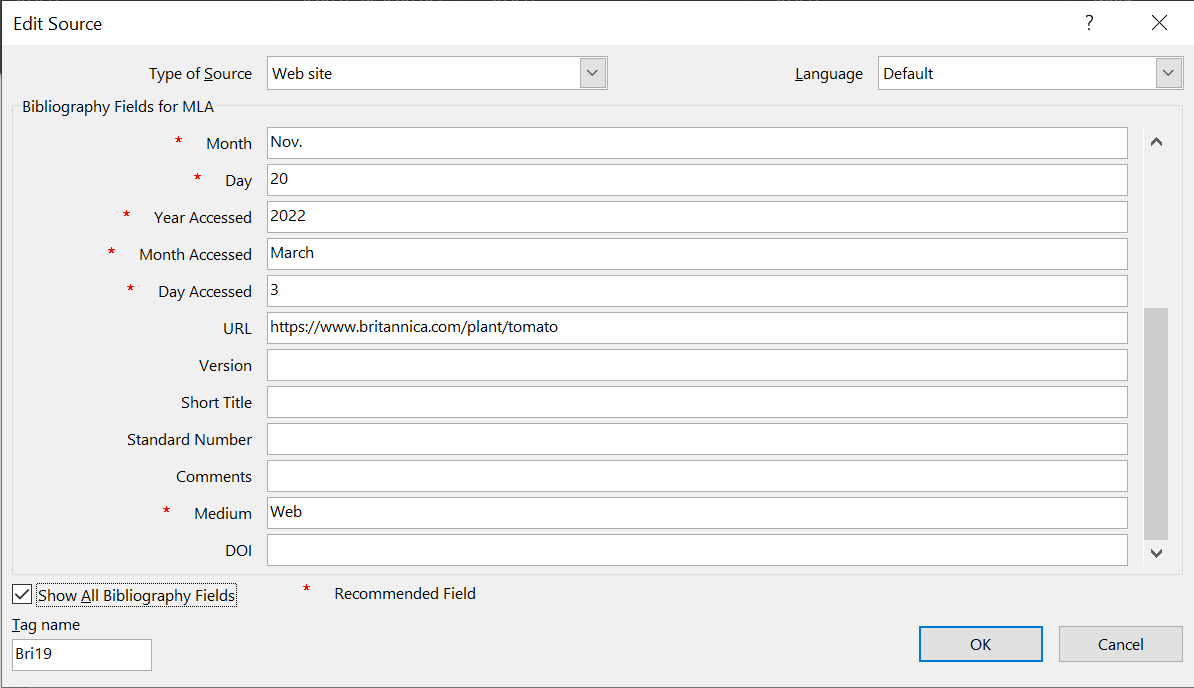 Edit Source
?
Type of Source Web site Language Default
Bibliography Fields for MLA
* Month Nov.
* Day 20
* Year Accessed 2022
* Month Accessed March
* Day Accessed 3
URL https://www.britannica.com/plant/tomato
Version
Short Title
Standard Number
Comments
* Medium Web
DOI
Show All Bibliography Fields * Recommended Field
Tag name
Bri19
OK Cancel